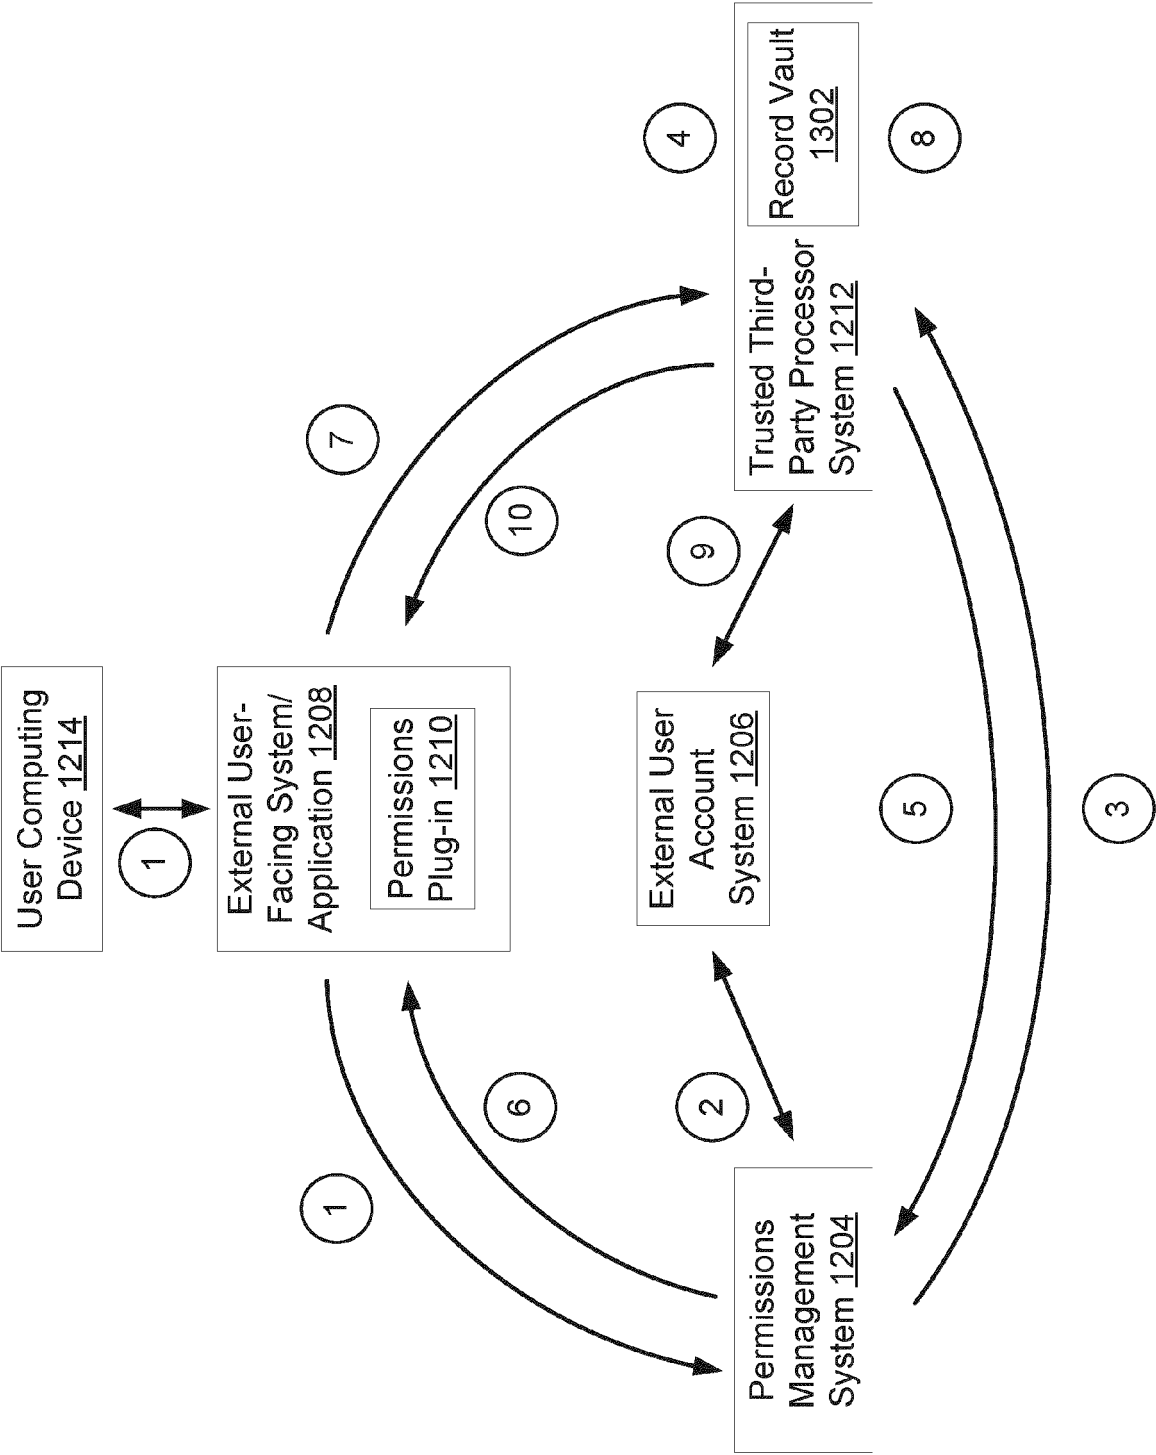 User Computing
Device 1214
1
External User-
Facing System/
Application 1208
Permissions
Plug-in 1210
1
6
7
10
External User
Account
System 1206
2
9
Permissions
Management
System 1204
Trusted Third-
Party Processor
System 1212
Record Vault
1302
4
8
5
3